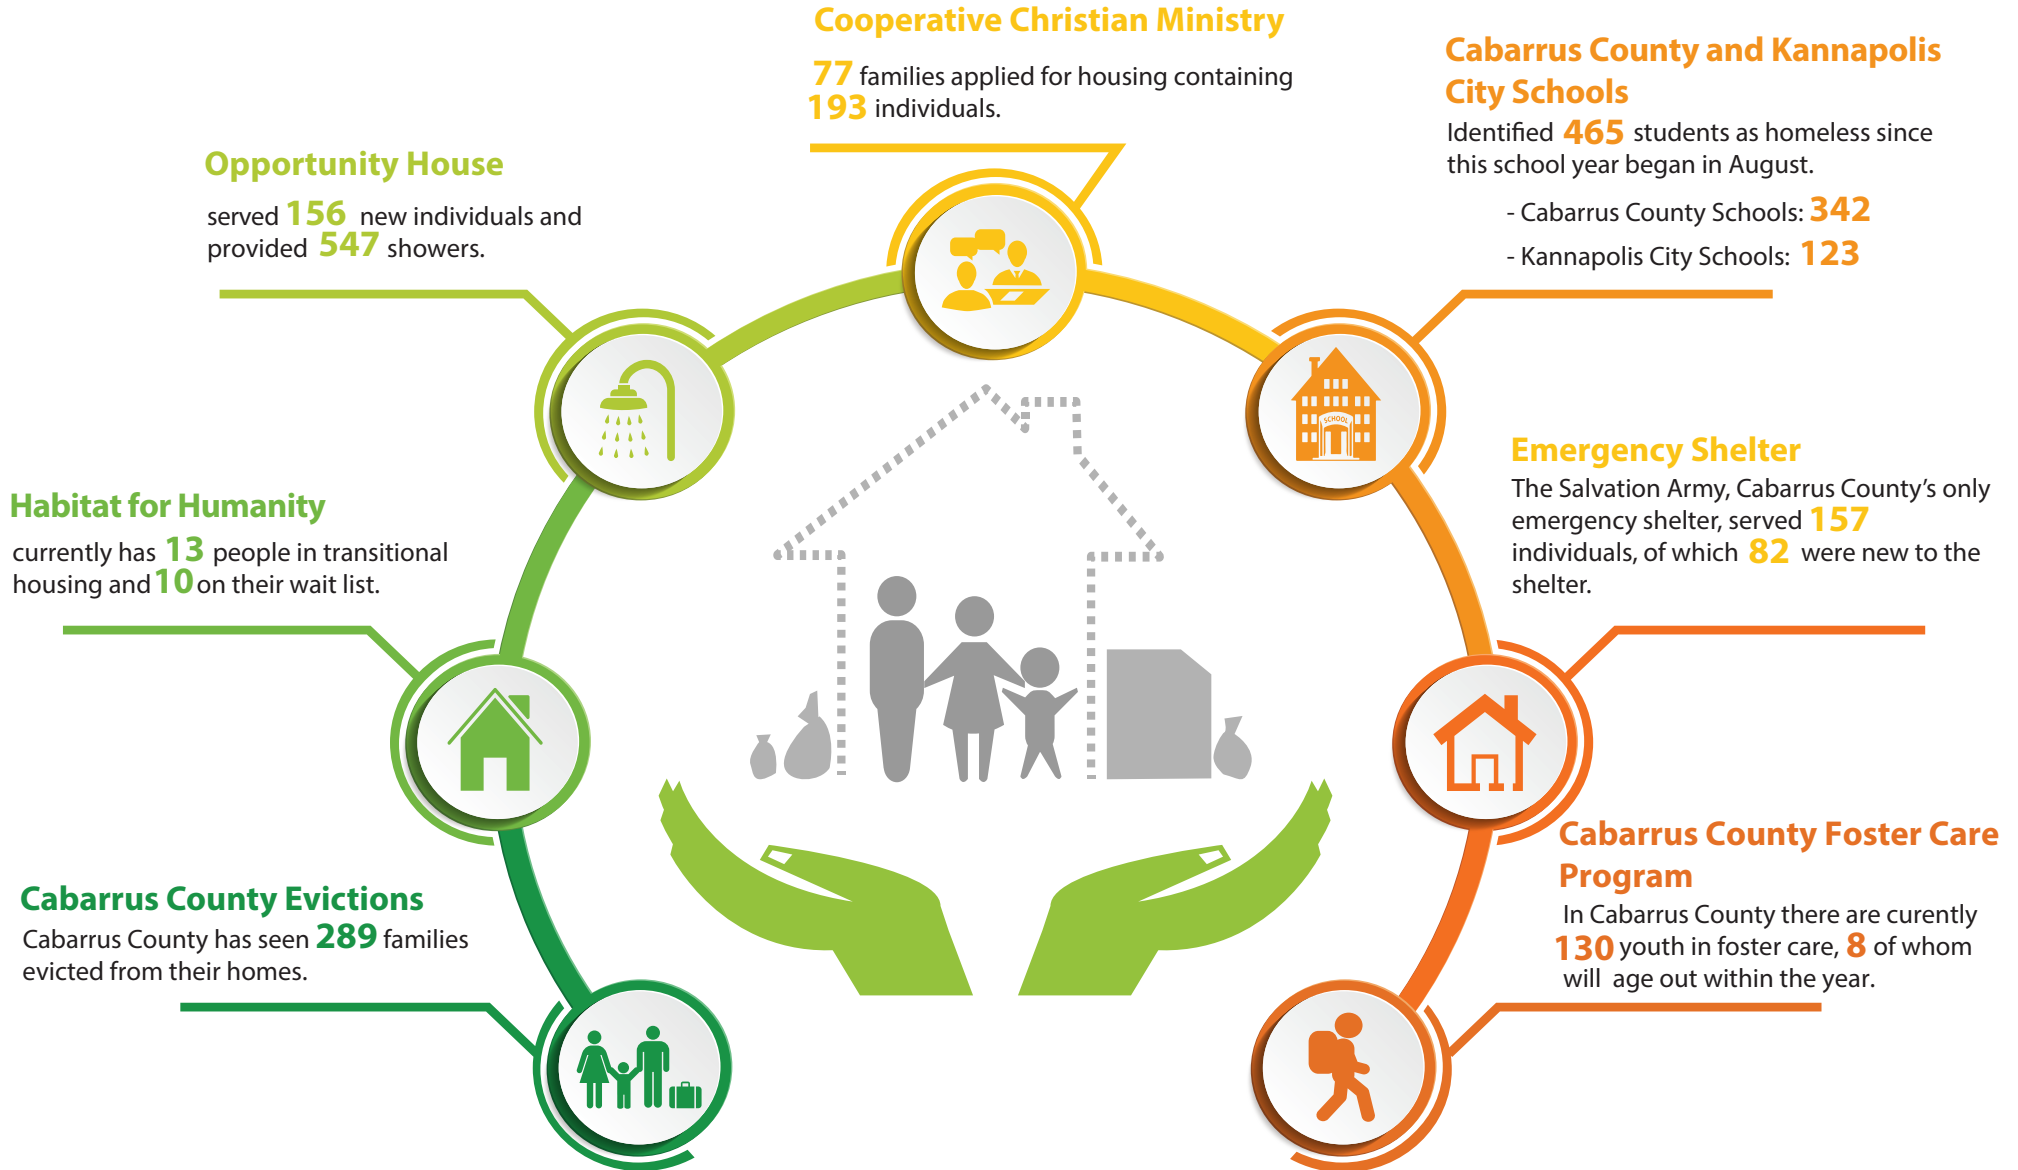 Cooperative Christian Ministry
77 families applied for housing containing
193 individuals.
Cabarrus County and Kannapolis
City Schools
Identified 465 students as homeless since
this school year began in August.
- Cabarrus County Schools: 342
- Kannapolis City Schools: 123
Opportunity House
served 156 new individuals and
provided 547 showers.
SCHOOL
Emergency Shelter
The Salvation Army, Cabarrus County's only
emergency shelter, served 157
individuals, of which 82 were new to the
shelter.
Habitat for Humanity
currently has 13 people in transitional
housing and 10 on their wait list.
Cabarrus County Foster Care
Program
In Cabarrus County there are curently
130 youth in foster care, 8 of whom
will age out within the year.
Cabarrus County Evictions
Cabarrus County has seen 289 families
evicted from their homes.